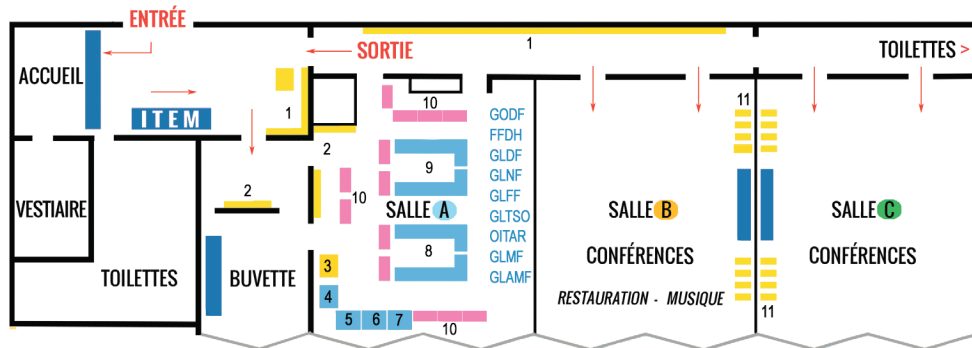 ENTRÉE
SORTIE
1
TOILETTES >
ACCUEIL
ITEM
1
2
10
GODF
FFDH
GLDF
GLNF
GLFF
GLTSO
OITAR
GLMF
GLAMF
11
VESTIAIRE
2
10
9
SALLE A
SALLE B
SALLE C
CONFÉRENCES
CONFÉRENCES
TOILETTES
BUVETTE
3
8
4
RESTAURATION - MUSIQUE
5 6 7
10
11